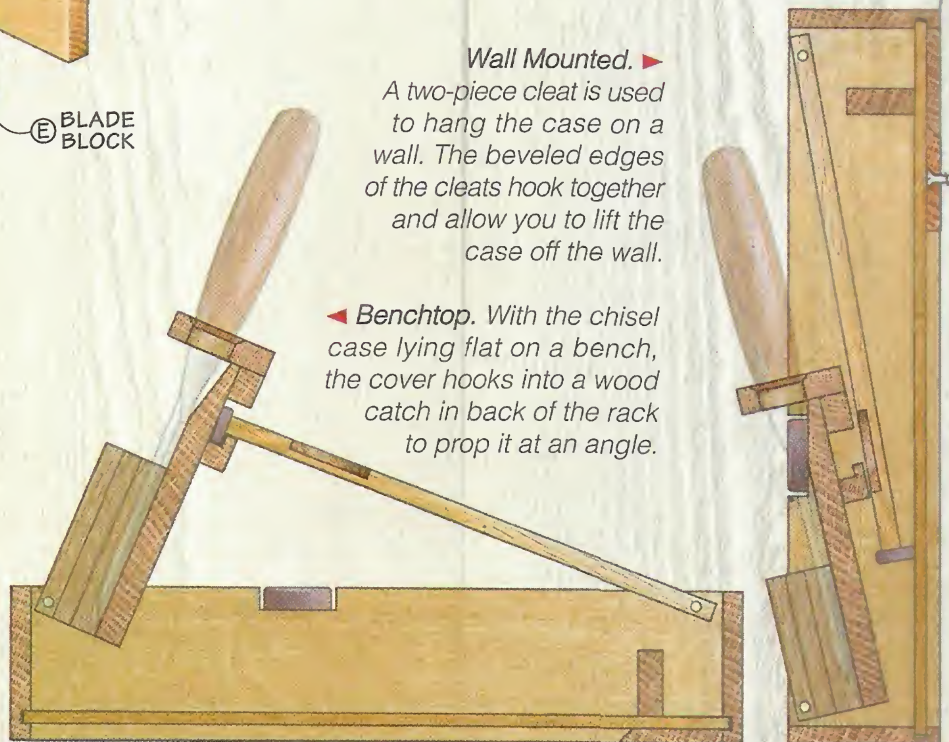 Ⓔ BLADE
BLOCK
Wall Mounted. ►
A two-piece cleat is used
to hang the case on a
wall. The beveled edges
of the cleats hook together
and allow you to lift the
case off the wall.
◄ Benchtop. With the chisel
case lying flat on a bench,
the cover hooks into a wood
catch in back of the rack
to prop it at an angle.